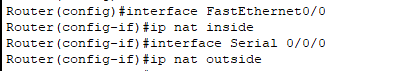 Router(config)#interface FastEthernet0/0
Router(config-if)#ip nat inside
Router(config-if)#interface Serial 0/0/0
Router(config-if)#ip nat outside